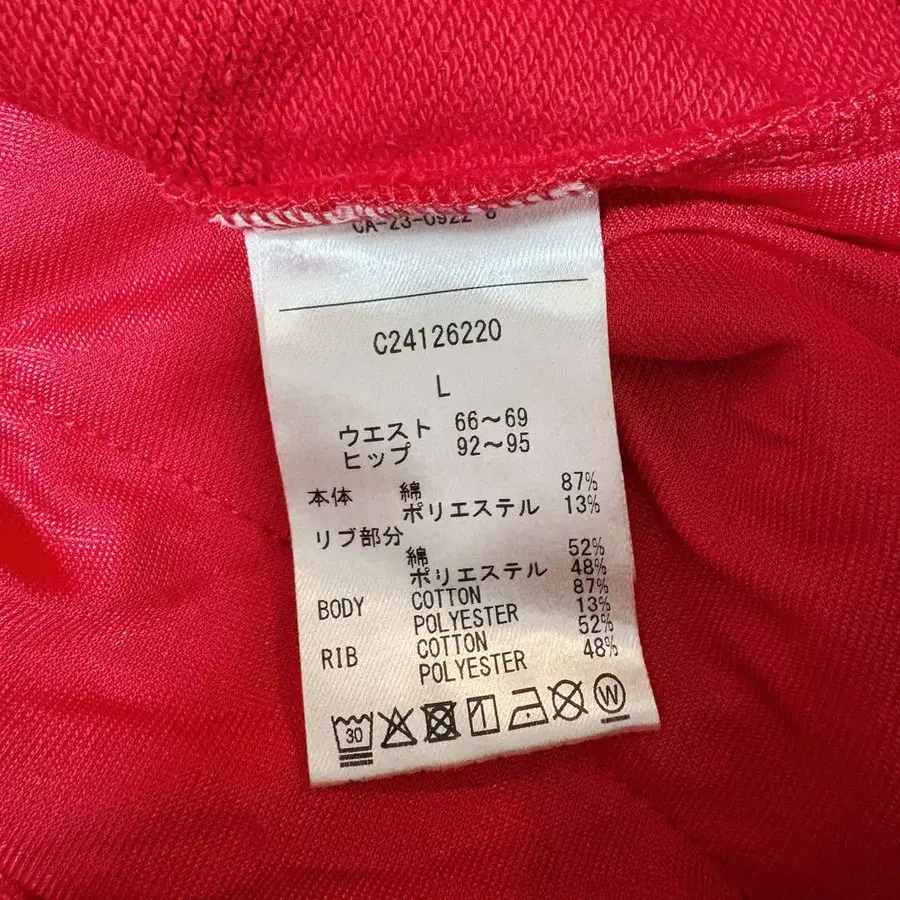 CA-23-0922 8
C24126220
L
ウエスト 66～69
ヒップ 92～95
本体 綿 87%
ポリエステル 13%
リブ部分
綿 52%
ポリエステル 48%
BODY COTTON 87%
POLYESTER 13%
RIB COTTON 52%
POLYESTER 48%
30 W